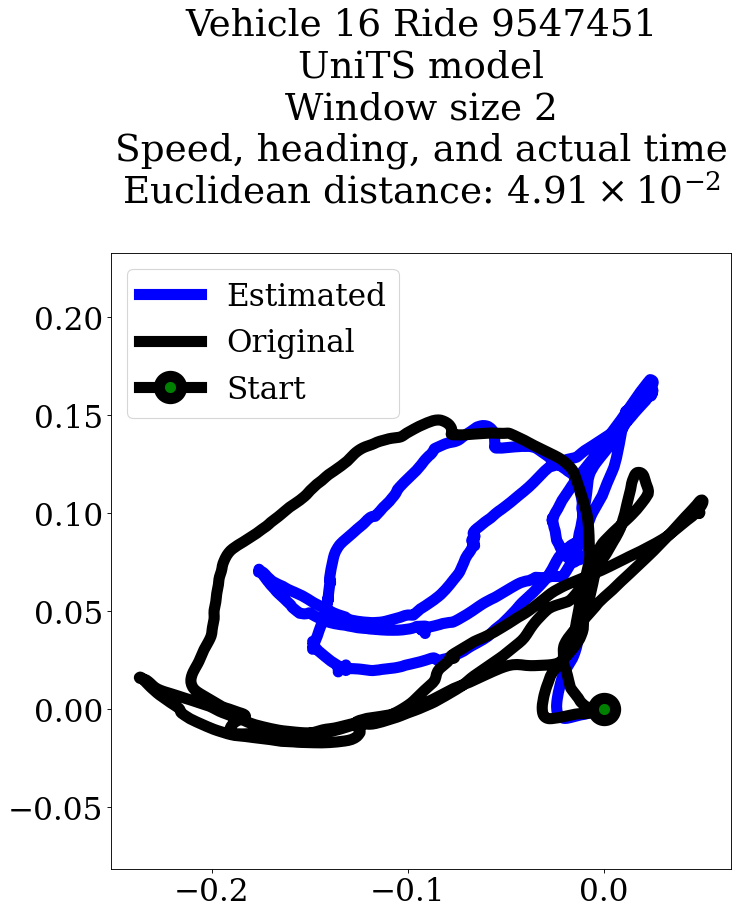 Vehicle 16 Ride 9547451
UniTS model
Window size 2
Speed, heading, and actual time
Euclidean distance: 4.91 × 10⁻²
Estimated
Original
Start
0.20
0.15
0.10
0.05
0.00
−0.05
−0.2
−0.1
0.0